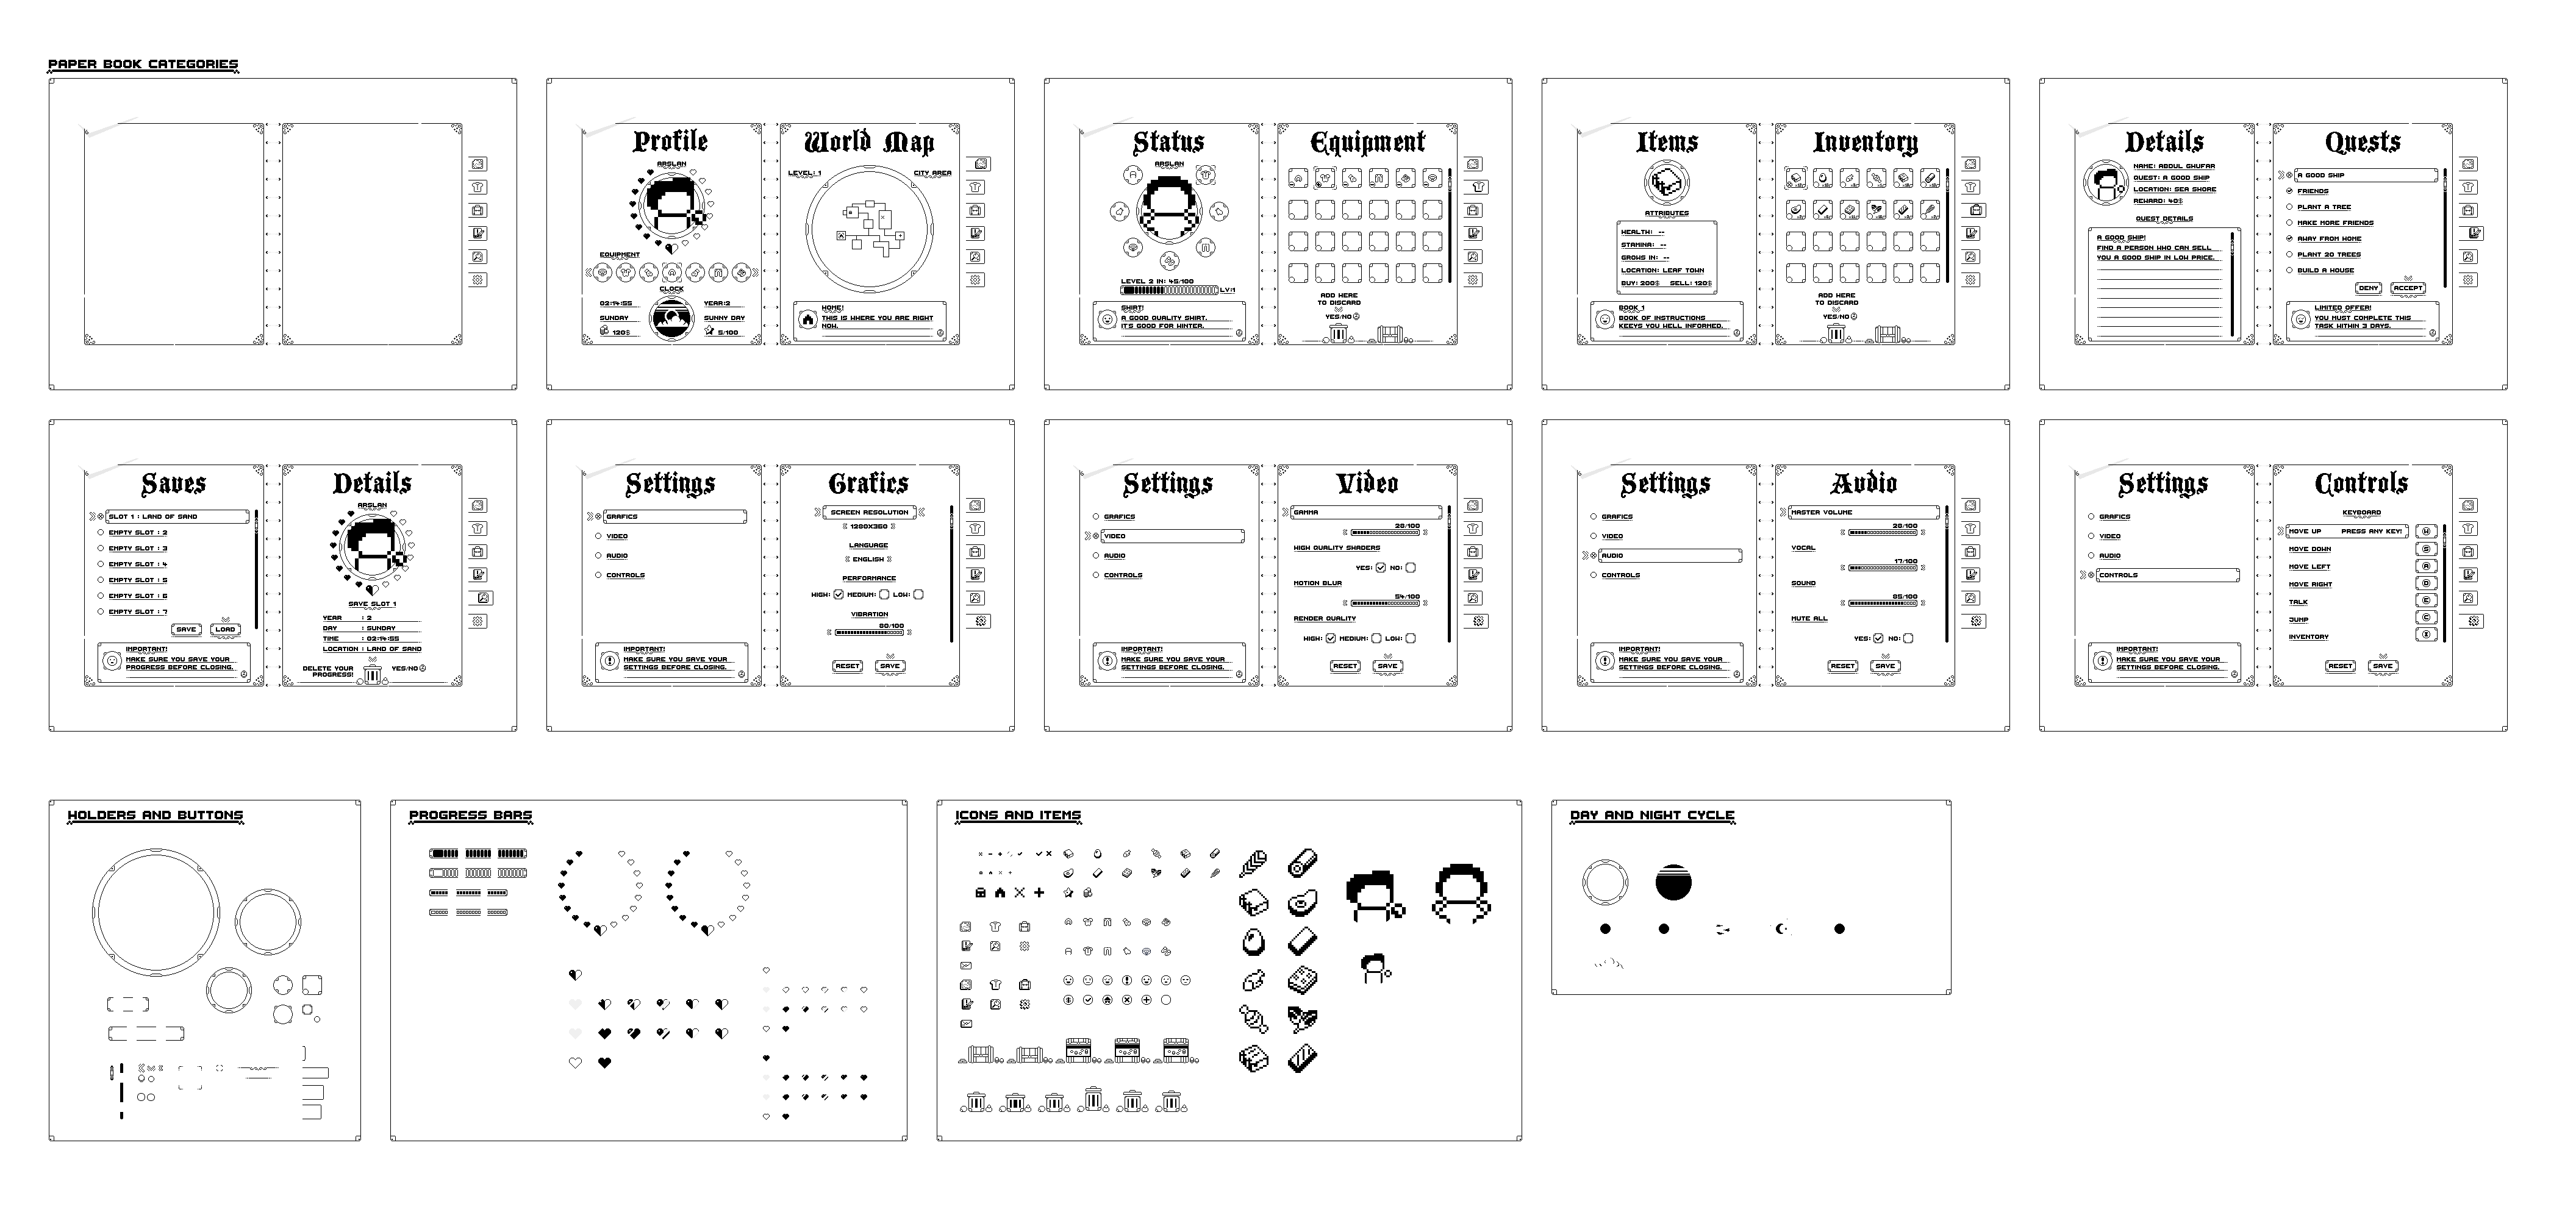 PAPER BOOK CATEGORIES
Profile
ARSLAN
EQUIPMENT
CLOCK
02:14:55
YEAR:2
SUNDAY
SUNNY DAY
120$
5/100
World Map
LEVEL: 1
CITY AREA
HOME!
THIS IS WHERE YOU ARE RIGHT
NOW.
Status
ARSLAN
LEVEL 2 IN: 45/100
LV:1
SHIRT!
A GOOD QUALITY SHIRT.
IT'S GOOD FOR WINTER.
Equipment
ADD HERE
TO DISCARD
YES/NO
Items
ATTRIBUTES
HEALTH: --
STAMINA: --
GROWS IN: --
LOCATION: LEAF TOWN
BUY: 200$ SELL: 120$
BOOK 1
BOOK OF INSTRUCTIONS
KEEYS YOU WELL INFORMED.
Inventory
ADD HERE
TO DISCARD
YES/NO
Details
NAME: ABDUL GHUFAR
QUEST: A GOOD SHIP
LOCATION: SEA SHORE
REWARD: 40$
QUEST DETAILS
A GOOD SHIP!
FIND A PERSON WHO CAN SELL
YOU A GOOD SHIP IN LOW PRICE.
Quests
A GOOD SHIP
FRIENDS
PLANT A TREE
MAKE MORE FRIENDS
AWAY FROM HOME
PLANT 20 TREES
BUILD A HOUSE
DENY
ACCEPT
LIMITED OFFER!
YOU MUST COMPLETE THIS
TASK WITHIN 3 DAYS.
Saves
SLOT 1 : LAND OF SAND
EMPTY SLOT : 2
EMPTY SLOT : 3
EMPTY SLOT : 4
EMPTY SLOT : 5
EMPTY SLOT : 6
EMPTY SLOT : 7
SAVE
LOAD
IMPORTANT!
MAKE SURE YOU SAVE YOUR
PROGRESS BEFORE CLOSING.
Details
ARSLAN
SAVE SLOT 1
YEAR : 2
DAY : SUNDAY
TIME : 02:14:55
LOCATION : LAND OF SAND
DELETE YOUR
PROGRESS!
YES/NO
Settings
GRAFICS
VIDEO
AUDIO
CONTROLS
IMPORTANT!
MAKE SURE YOU SAVE YOUR
SETTINGS BEFORE CLOSING.
Grafics
SCREEN RESOLUTION
1280X360
LANGUAGE
ENGLISH
PERFORMANCE
HIGH: MEDIUM: LOW:
VIBRATION
80/100
RESET
SAVE
Settings
GRAFICS
VIDEO
AUDIO
CONTROLS
IMPORTANT!
MAKE SURE YOU SAVE YOUR
SETTINGS BEFORE CLOSING.
Video
GAMMA
28/100
HIGH QUALITY SHADERS
YES: NO:
MOTION BLUR
54/100
RENDER QUALITY
HIGH: MEDIUM: LOW:
RESET
SAVE
Settings
GRAFICS
VIDEO
AUDIO
CONTROLS
IMPORTANT!
MAKE SURE YOU SAVE YOUR
SETTINGS BEFORE CLOSING.
Audio
MASTER VOLUME
28/100
VOCAL
17/100
SOUND
85/100
MUTE ALL
YES: NO:
RESET
SAVE
Settings
GRAFICS
VIDEO
AUDIO
CONTROLS
IMPORTANT!
MAKE SURE YOU SAVE YOUR
SETTINGS BEFORE CLOSING.
Controls
KEYBOARD
MOVE UP PRESS ANY KEY! W
MOVE DOWN S
MOVE LEFT A
MOVE RIGHT D
TALK E
JUMP
INVENTORY
RESET
SAVE
HOLDERS AND BUTTONS
PROGRESS BARS
ICONS AND ITEMS
DAY AND NIGHT CYCLE